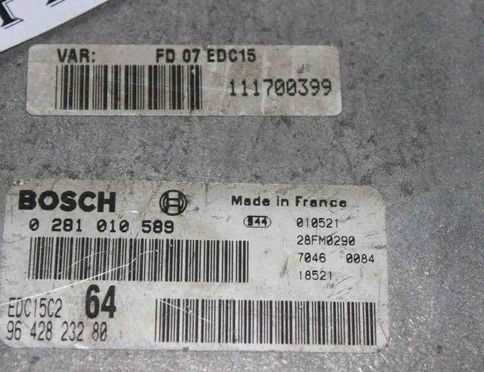 VAR: FD 07 EDC15
111700399
BOSCH Made in France
0 281 010 589 344 010521
28FM0290
7046 0084
18521
EDC15C2 64
96 428 232 80